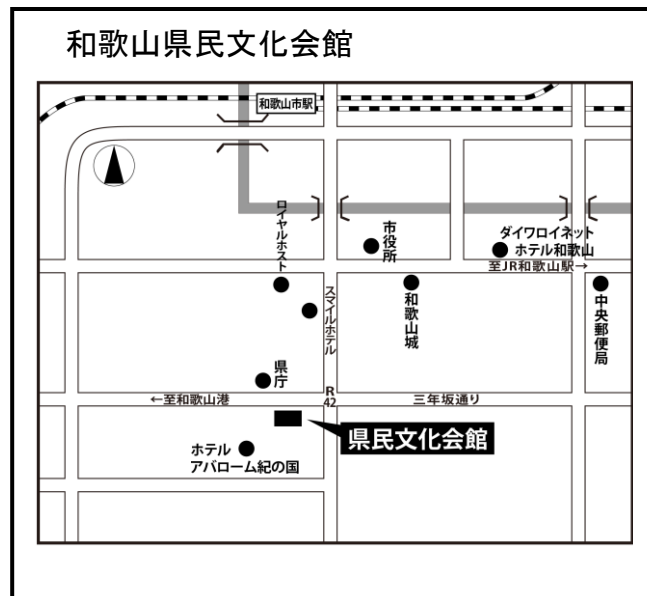 和歌山県民文化会館
和歌山市駅
ロイヤルホスト
市役所
ダイワロイネット
ホテル和歌山
至JR和歌山駅→
スマイルホテル
和歌山城
中央郵便局
県庁
←至和歌山港
R
42
三年坂通り
県民文化会館
ホテル
アバローム紀の国